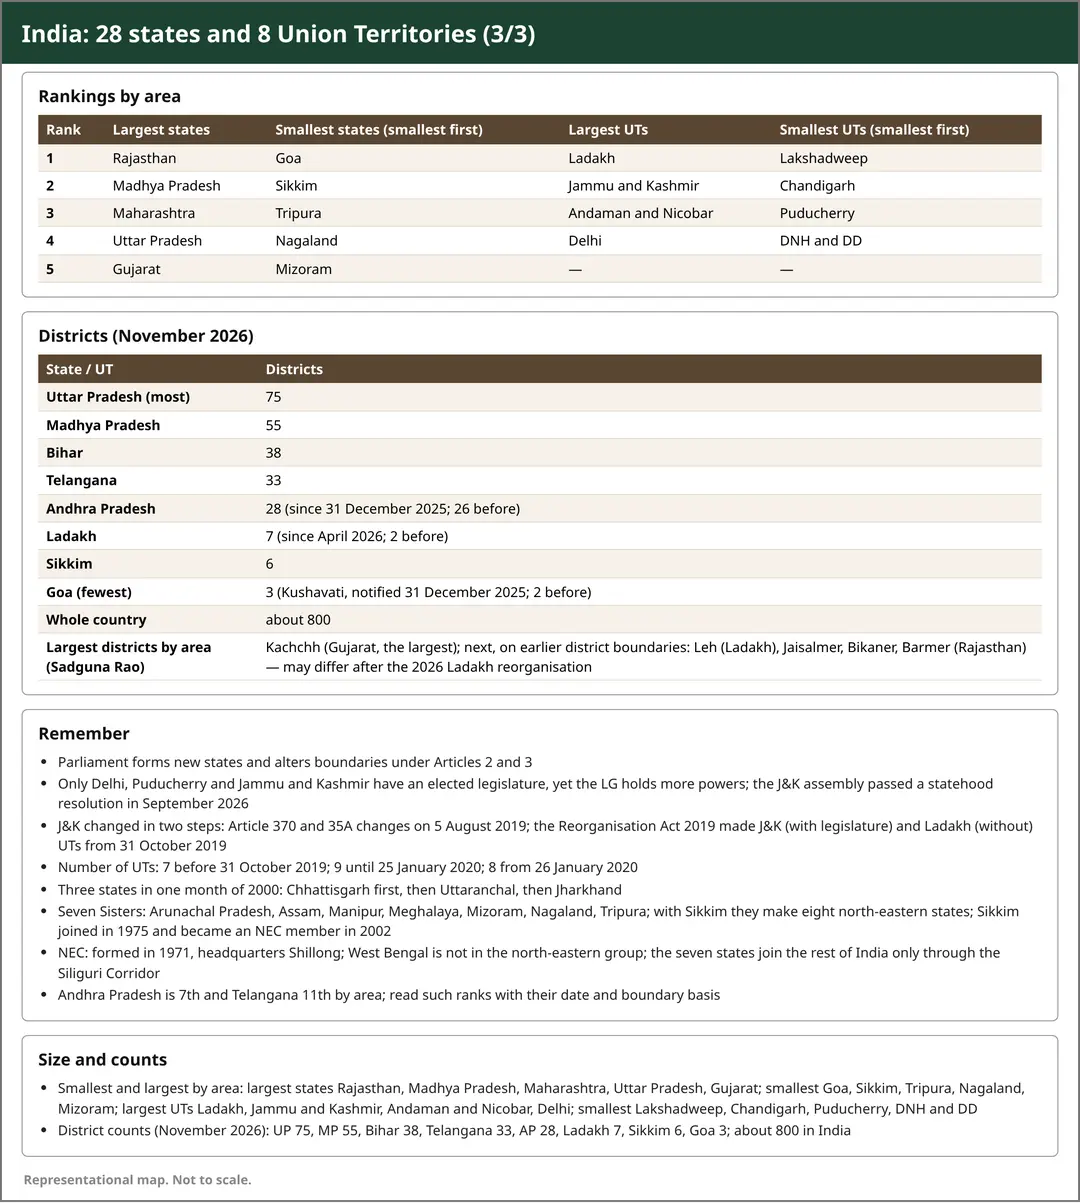 India: 28 states and 8 Union Territories (3/3)
Rankings by area
Rank Largest states Smallest states (smallest first) Largest UTs Smallest UTs (smallest first)
1 Rajasthan Goa Ladakh Lakshadweep
2 Madhya Pradesh Sikkim Jammu and Kashmir Chandigarh
3 Maharashtra Tripura Andaman and Nicobar Puducherry
4 Uttar Pradesh Nagaland Delhi DNH and DD
5 Gujarat Mizoram — —
Districts (November 2026)
State / UT Districts
Uttar Pradesh (most) 75
Madhya Pradesh 55
Bihar 38
Telangana 33
Andhra Pradesh 28 (since 31 December 2025; 26 before)
Ladakh 7 (since April 2026; 2 before)
Sikkim 6
Goa (fewest) 3 (Kushavati, notified 31 December 2025; 2 before)
Whole country about 800
Largest districts by area Kachchh (Gujarat, the largest); next, on earlier district boundaries: Leh (Ladakh), Jaisalmer, Bikaner, Barmer (Rajasthan)
(Sadguna Rao) — may differ after the 2026 Ladakh reorganisation
Remember
• Parliament forms new states and alters boundaries under Articles 2 and 3
• Only Delhi, Puducherry and Jammu and Kashmir have an elected legislature, yet the LG holds more powers; the J&K assembly passed a statehood
resolution in September 2026
• J&K changed in two steps: Article 370 and 35A changes on 5 August 2019; the Reorganisation Act 2019 made J&K (with legislature) and Ladakh (without)
UTs from 31 October 2019
• Number of UTs: 7 before 31 October 2019; 9 until 25 January 2020; 8 from 26 January 2020
• Three states in one month of 2000: Chhattisgarh first, then Uttaranchal, then Jharkhand
• Seven Sisters: Arunachal Pradesh, Assam, Manipur, Meghalaya, Mizoram, Nagaland, Tripura; with Sikkim they make eight north-eastern states; Sikkim
joined in 1975 and became an NEC member in 2002
• NEC: formed in 1971, headquarters Shillong; West Bengal is not in the north-eastern group; the seven states join the rest of India only through the
Siliguri Corridor
• Andhra Pradesh is 7th and Telangana 11th by area; read such ranks with their date and boundary basis
Size and counts
• Smallest and largest by area: largest states Rajasthan, Madhya Pradesh, Maharashtra, Uttar Pradesh, Gujarat; smallest Goa, Sikkim, Tripura, Nagaland,
Mizoram; largest UTs Ladakh, Jammu and Kashmir, Andaman and Nicobar, Delhi; smallest Lakshadweep, Chandigarh, Puducherry, DNH and DD
• District counts (November 2026): UP 75, MP 55, Bihar 38, Telangana 33, AP 28, Ladakh 7, Sikkim 6, Goa 3; about 800 in India
Representational map. Not to scale.